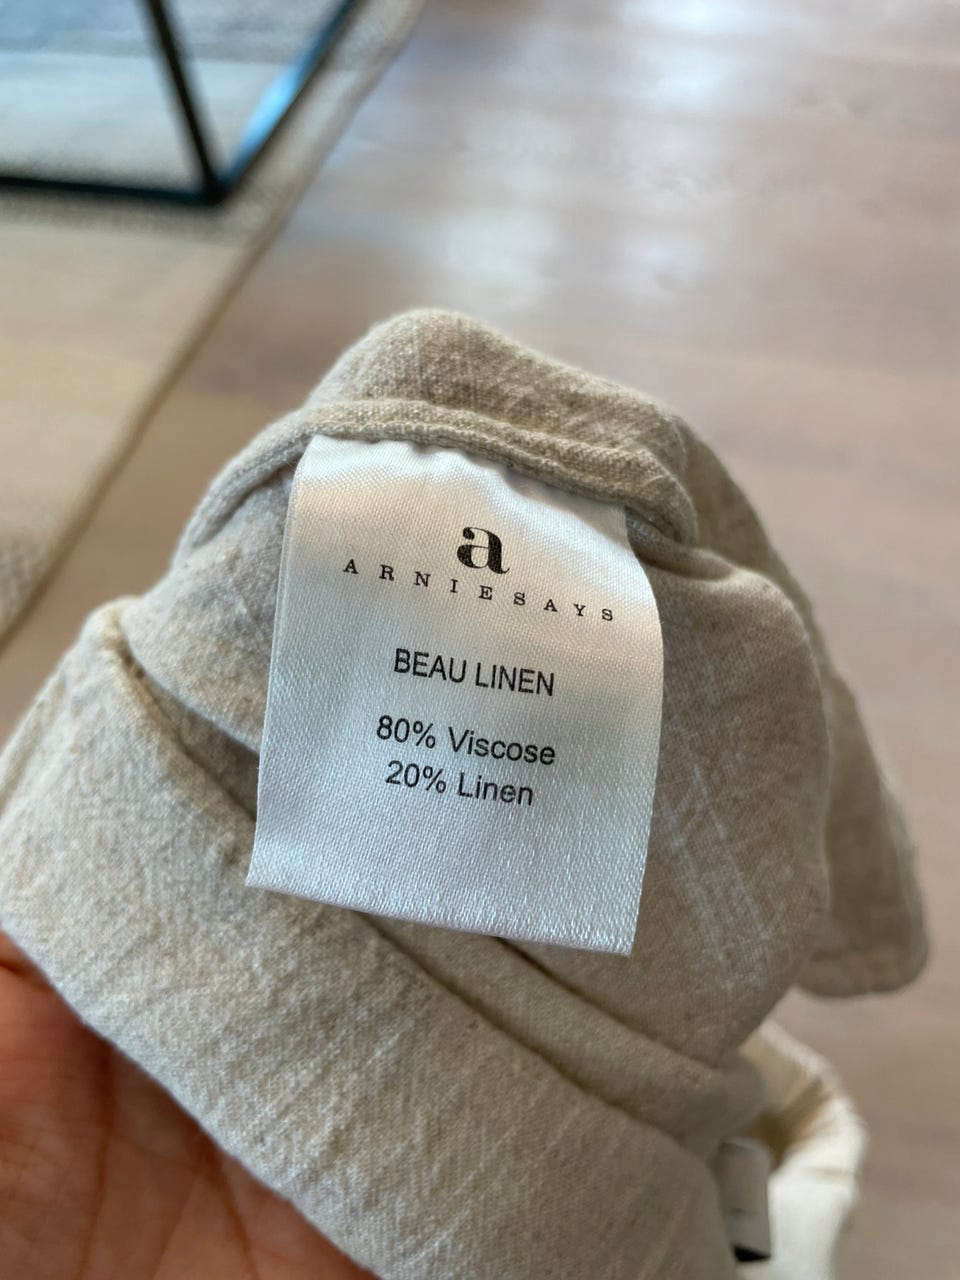 a
ARNIESAYS
BEAU LINEN
80% Viscose
20% Linen